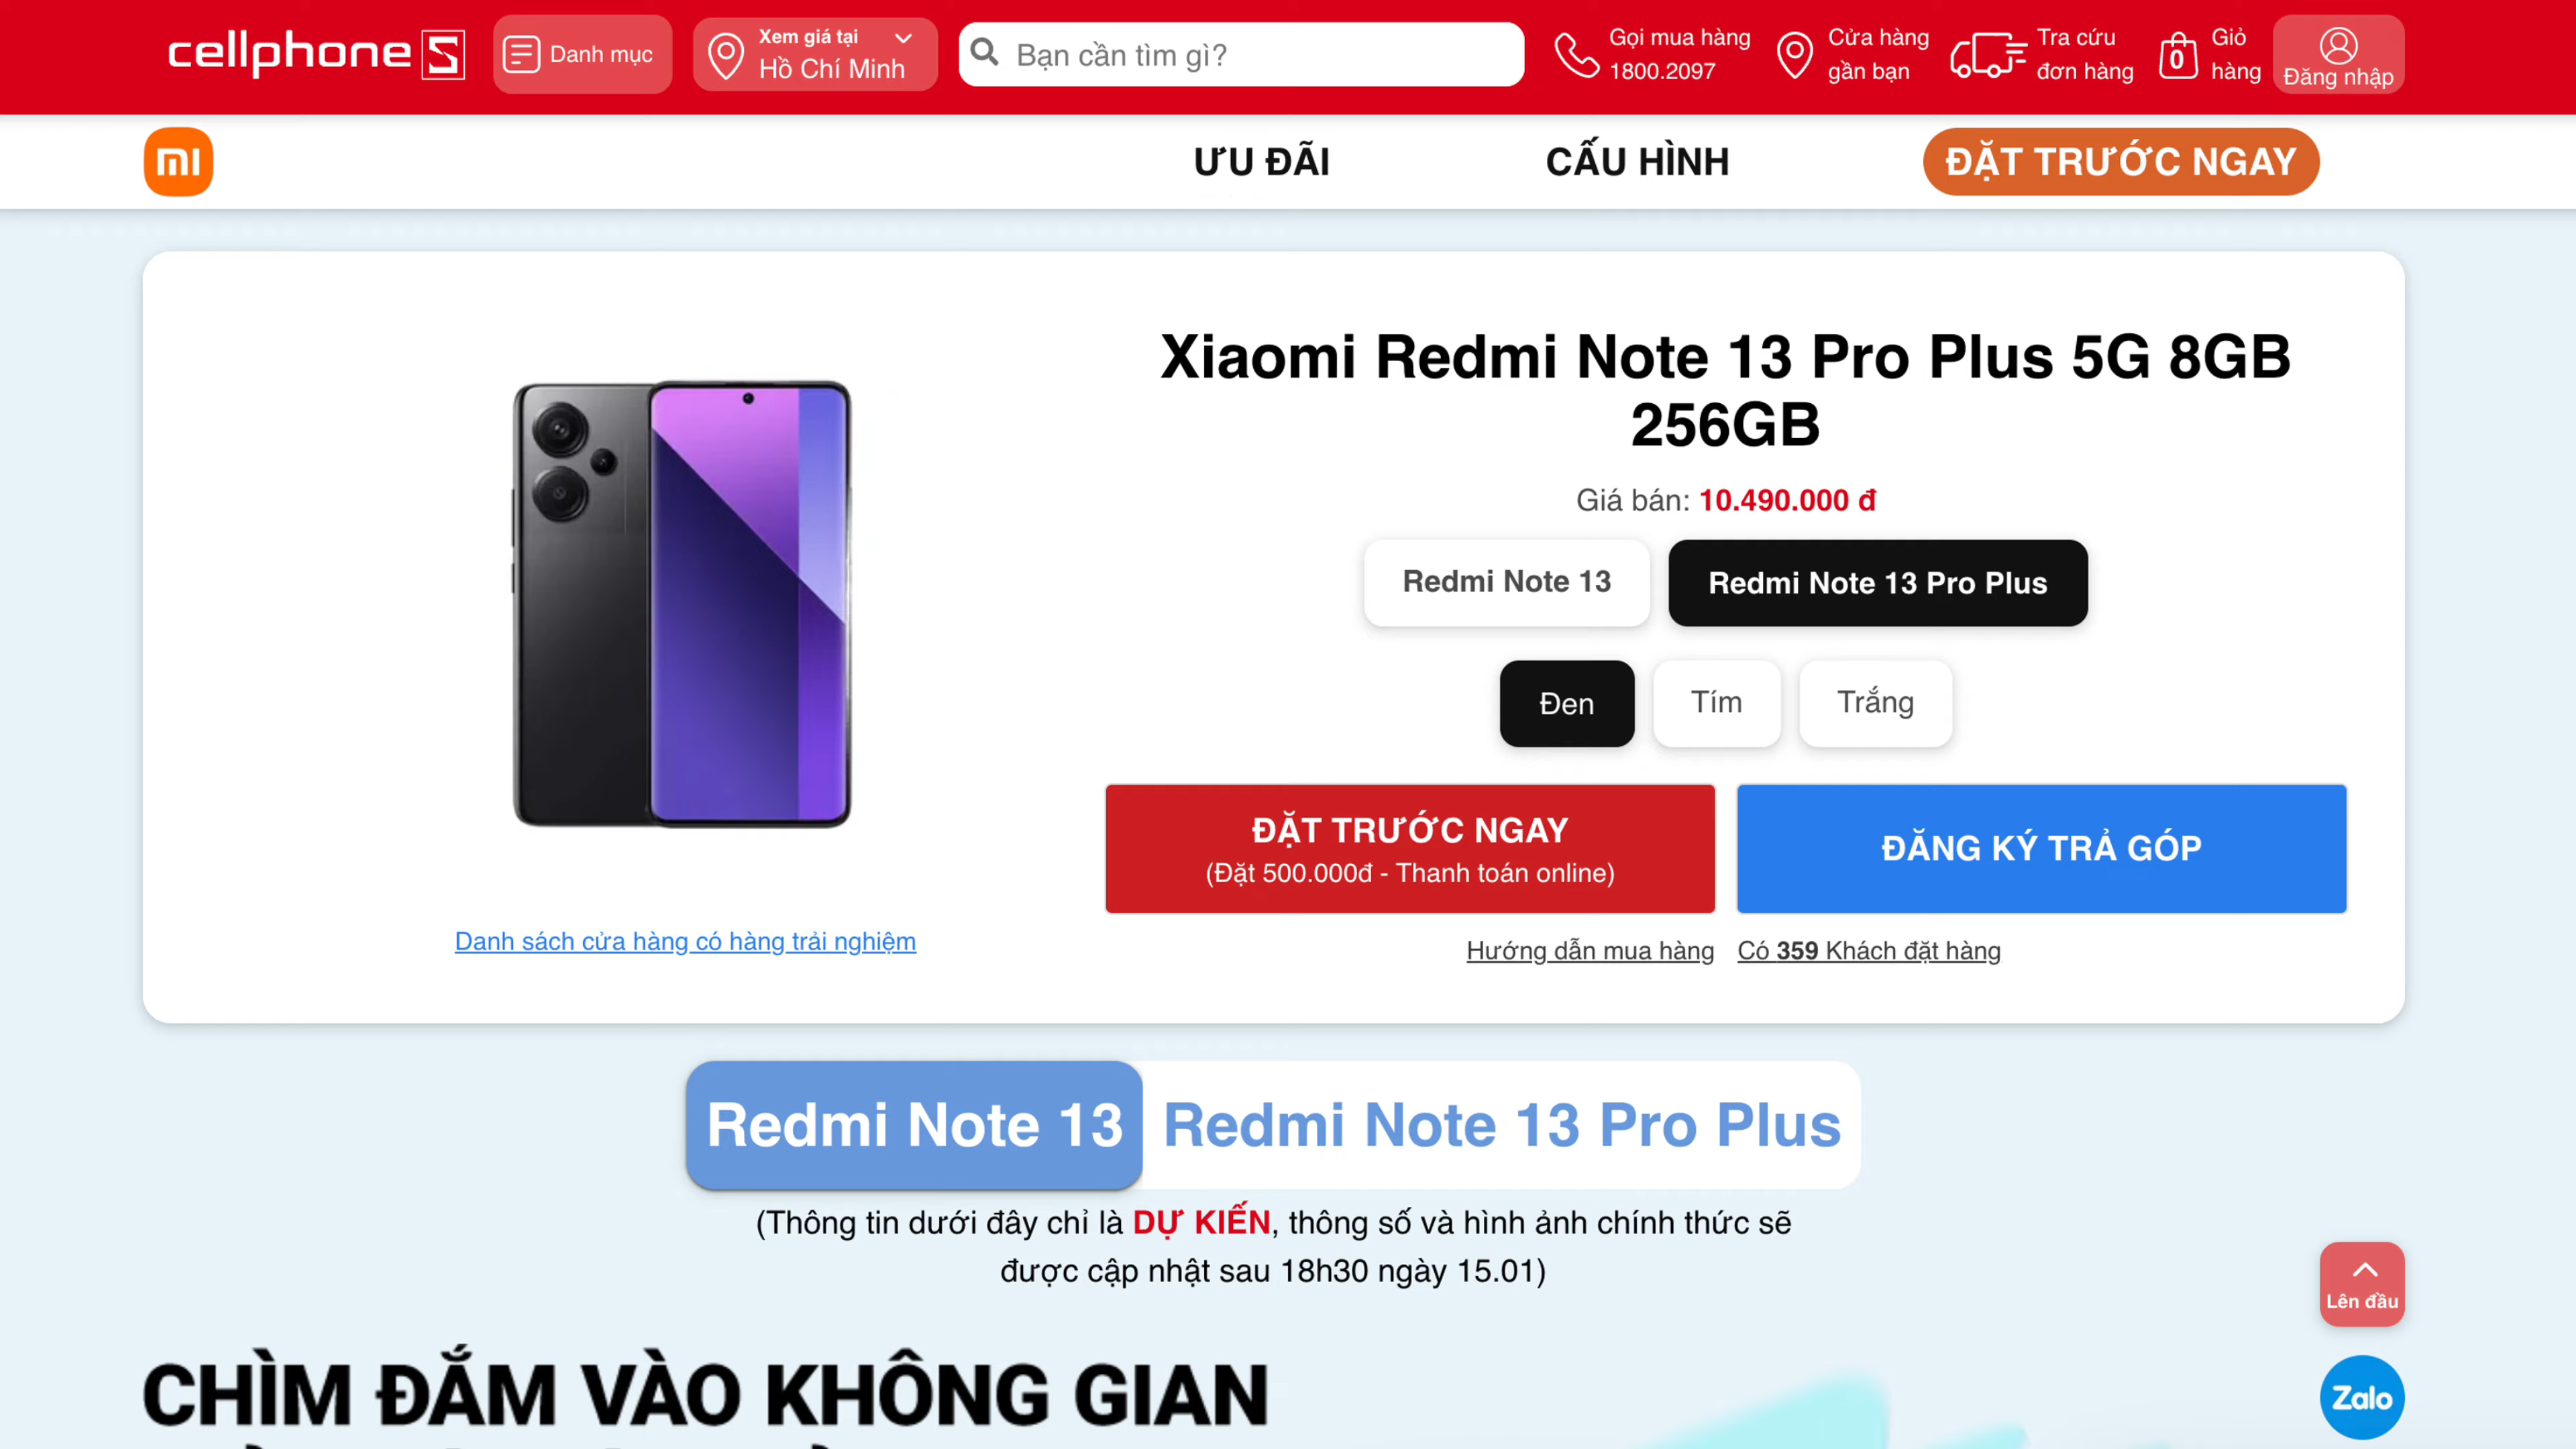 cellphoneS
Danh mục
Xem giá tại
Hồ Chí Minh
Bạn cần tìm gì?
Gọi mua hàng
1800.2097
Cửa hàng
gần bạn
Tra cứu
đơn hàng
0
Giỏ
hàng
Đăng nhập
mi
ƯU ĐÃI
CẤU HÌNH
ĐẶT TRƯỚC NGAY
Xiaomi Redmi Note 13 Pro Plus 5G 8GB
256GB
Giá bán: 10.490.000 đ
Redmi Note 13
Redmi Note 13 Pro Plus
Đen
Tím
Trắng
ĐẶT TRƯỚC NGAY
(Đặt 500.000đ - Thanh toán online)
ĐĂNG KÝ TRẢ GÓP
Danh sách cửa hàng có hàng trải nghiệm
Hướng dẫn mua hàng
Có 359 Khách đặt hàng
Redmi Note 13
Redmi Note 13 Pro Plus
(Thông tin dưới đây chỉ là DỰ KIẾN, thông số và hình ảnh chính thức sẽ
được cập nhật sau 18h30 ngày 15.01)
Lên đầu
Zalo
CHÌM ĐẮM VÀO KHÔNG GIAN